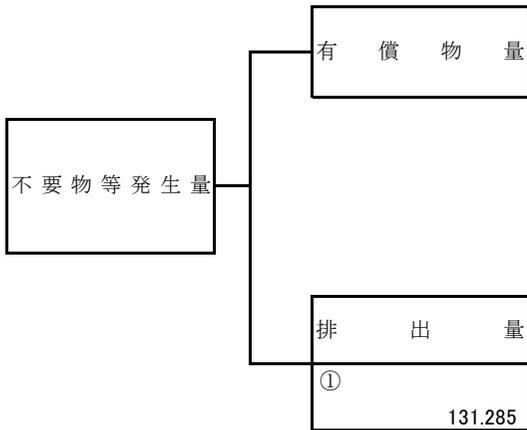 有償物量
不要物等発生量
排出量
①
131.285